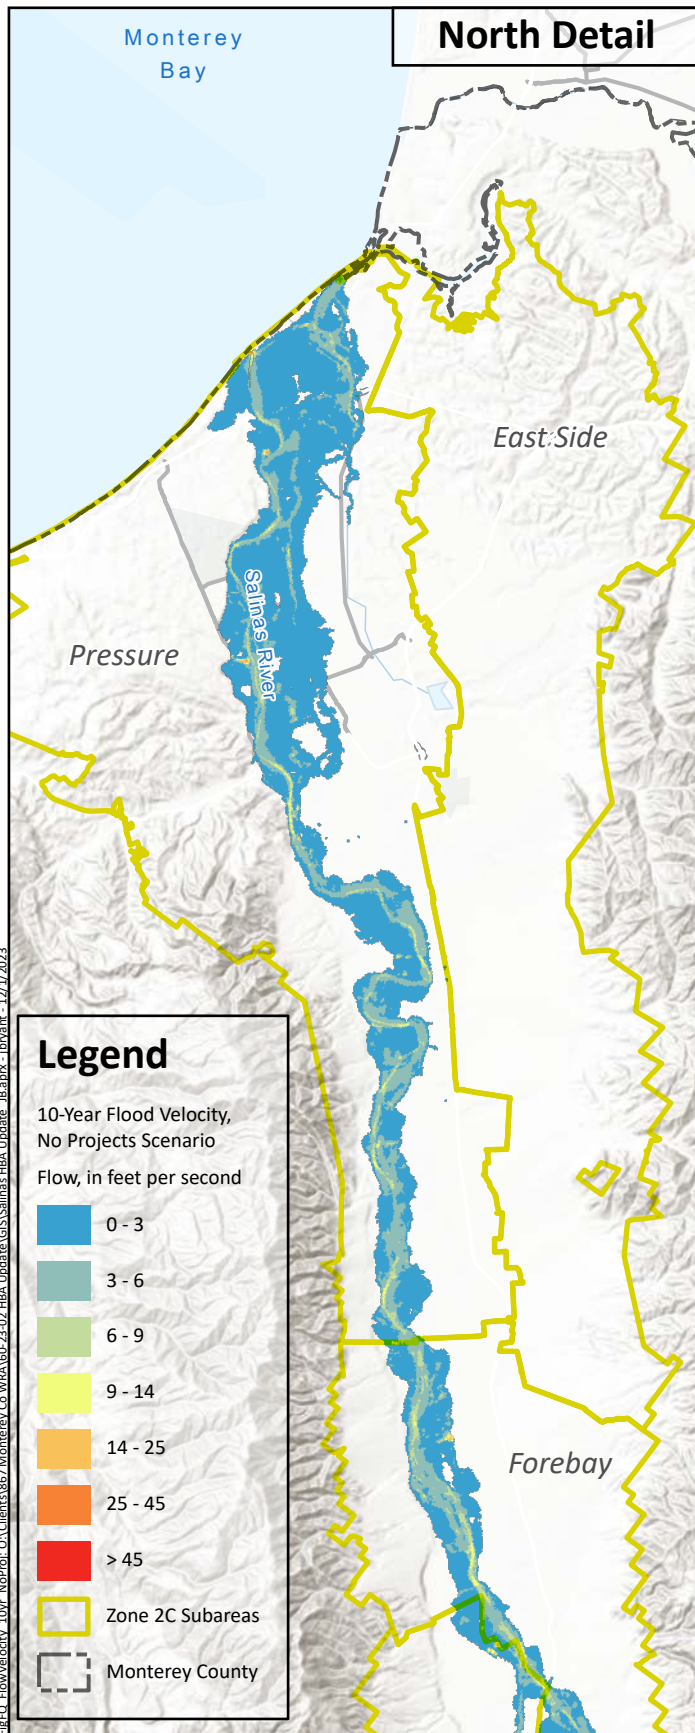 North Detail
Monterey
Bay
East Side
Salinas River
Pressure
Forebay
Legend
10-Year Flood Velocity,
No Projects Scenario
Flow, in feet per second
0 - 3
3 - 6
6 - 9
9 - 14
14 - 25
25 - 45
> 45
Zone 2C Subareas
Monterey County